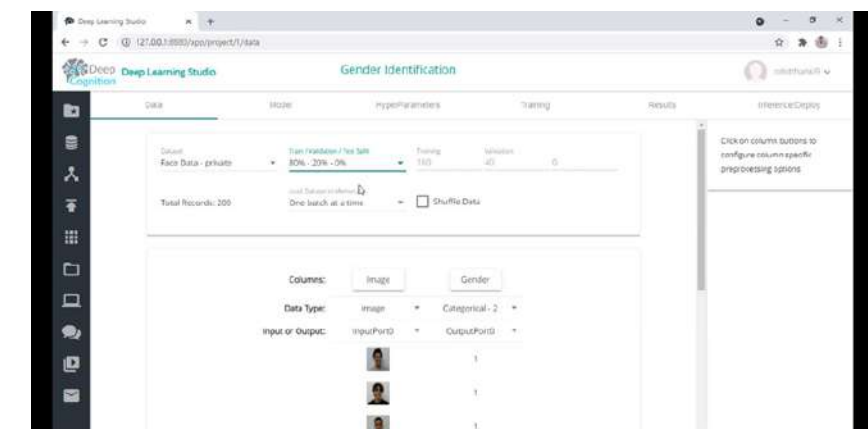 Deep Learning Studio
127.0.0.1:8880/app/project/1/data
Deep Cognition
Deep Learning Studio
Gender Identification
Data
Model
HyperParameters
Training
Results
Inference/Deploy
Dataset
Train / Validation / Test Split
Training
Validation
Face Data - private
80% - 20% - 0%
160
40
0
Click on column buttons to
configure column specific
preprocessing options
Load Dataset in Memory
Total Records: 200
One batch at a time
Shuffle Data
Columns:
Image
Gender
Data Type:
Image
Categorical - 2
Input or Output:
InputPort0
OutputPort0
1
1
1